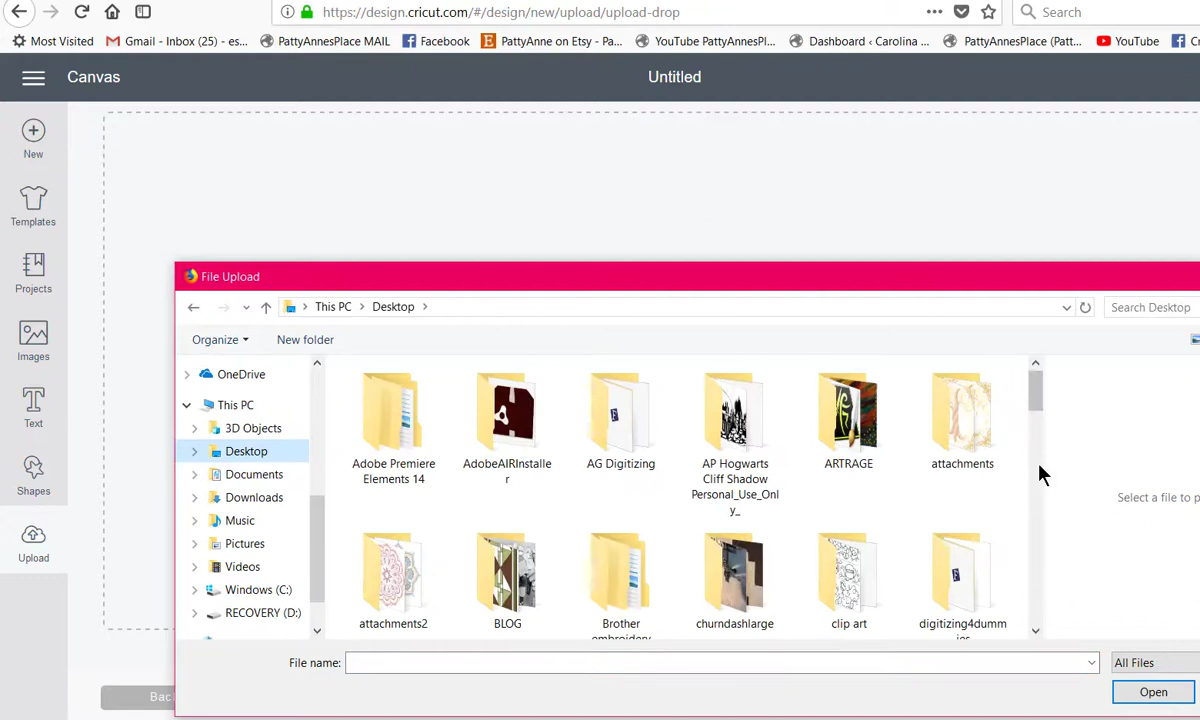 https://design.cricut.com/#/design/new/upload/upload-drop
Search
Most Visited
Gmail - Inbox (25) - es...
PattyAnnesPlace MAIL
Facebook
PattyAnne on Etsy - Pa...
YouTube PattyAnnesPl...
Dashboard ‹ Carolina ...
PattyAnnesPlace (Patt...
YouTube
Cr
Canvas
Untitled
New
Templates
Projects
Images
Text
Shapes
Upload
File Upload
This PC
Desktop
Search Desktop
Organize
New folder
OneDrive
This PC
3D Objects
Desktop
Documents
Downloads
Music
Pictures
Videos
Windows (C:)
RECOVERY (D:)
Adobe Premiere
Elements 14
AdobeAIRInstalle
r
AG Digitizing
AP Hogwarts
Cliff Shadow
Personal_Use_Onl
y_
ARTRAGE
attachments
attachments2
BLOG
Brother
embroidery
churndashlarge
clip art
digitizing4dumm
ies
Select a file to p
File name:
All Files
Open
Bac